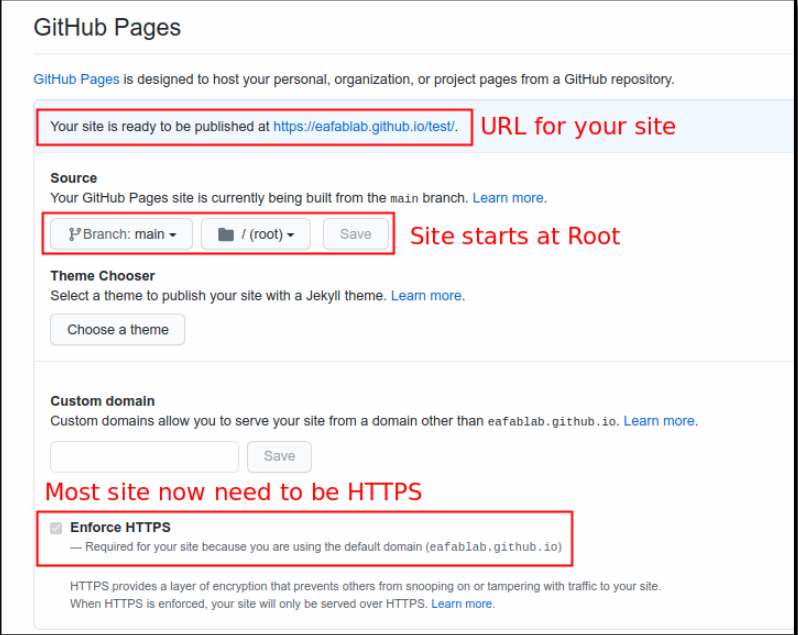 GitHub Pages
GitHub Pages is designed to host your personal, organization, or project pages from a GitHub repository.
Your site is ready to be published at https://eafablab.github.io/test/. URL for your site
Source
Your GitHub Pages site is currently being built from the main branch. Learn more.
Branch: main / (root) Save Site starts at Root
Theme Chooser
Select a theme to publish your site with a Jekyll theme. Learn more.
Choose a theme
Custom domain
Custom domains allow you to serve your site from a domain other than eafablab.github.io. Learn more.
Save
Most site now need to be HTTPS
Enforce HTTPS
— Required for your site because you are using the default domain (eafablab.github.io)
HTTPS provides a layer of encryption that prevents others from snooping on or tampering with traffic to your site.
When HTTPS is enforced, your site will only be served over HTTPS. Learn more.